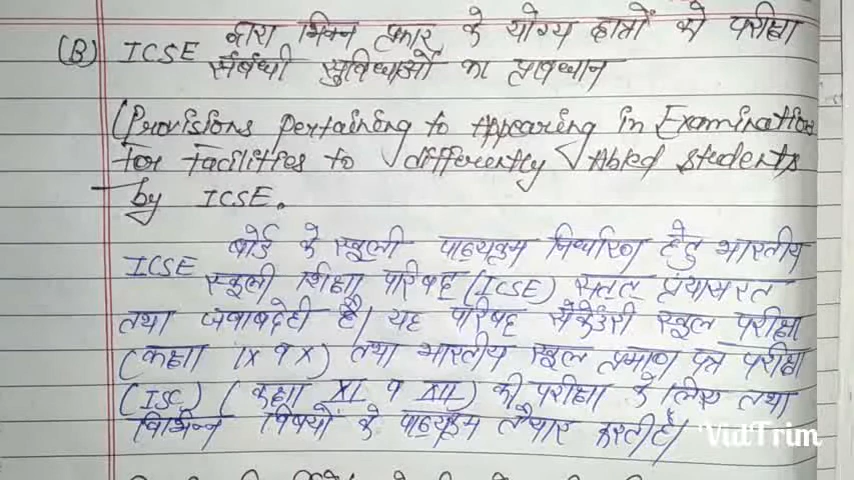 (B) ICSE द्वारा भिन्न प्रकार के योग्य छात्रों को परीक्षा
संबंधी सुविधाओं का प्रावधान
(Provisions pertaining to Appearing in Examination
for facilities to differently Abled students
by ICSE.
ICSE बोर्ड के स्कूली पाठ्यक्रम निर्धारण हेतु भारतीय
स्कूली शिक्षा परिषद (ICSE) सतत् प्रयासरत
तथा जवाबदेही है। यह परिषद सेकेंडरी स्कूल परीक्षा
(कक्षा IX व X) तथा भारतीय स्कूल प्रमाण पत्र परीक्षा
(ISC) (कक्षा XI व XII) की परीक्षा के लिए तथा
विभिन्न विषयों के पाठ्यक्रम तैयार करती है।
VidTrim